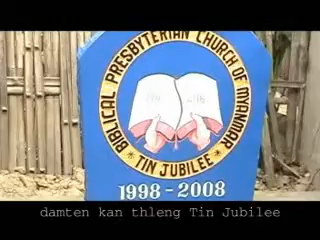 BIBLICAL PRESBYTERIAN CHURCH OF MYANMAR
* TIN JUBILEE *
1998-2008
damten kan thleng Tin Jubilee